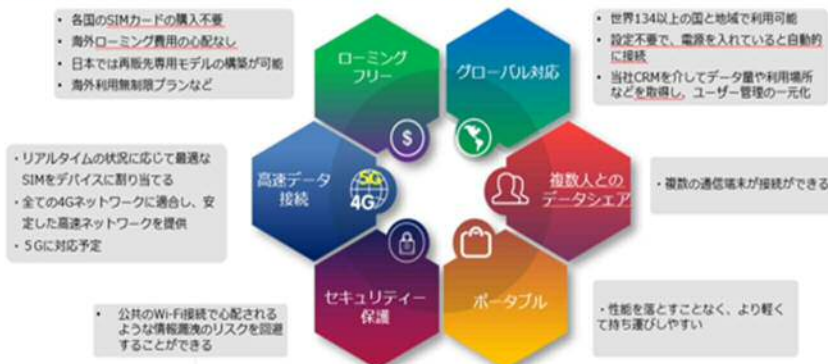 ・各国のSIMカードの購入不要
・海外ローミング費用の心配なし
・日本では再販先専用モデルの構築が可能
・海外利用無制限プランなど
ローミング
フリー
$
グローバル対応
・世界134以上の国と地域で利用可能
・設定不要で、電源を入れていると自動的
に接続
・当社CRMを介してデータ量や利用場所
などを取得し、ユーザー管理の一元化
・リアルタイムの状況に応じて最適な
SIMをデバイスに割り当てる
・全ての4Gネットワークに適合し、安
定した高速ネットワークを提供
・5Gに対応予定
高速データ
接続
5G
4G
複数人との
データシェア
・複数の通信端末が接続ができる
・公共のWi-Fi接続で心配される
ような情報漏洩のリスクを回避
することができる
セキュリティー
保護
ポータブル
・性能を落とすことなく、より軽く
て持ち運びしやすい